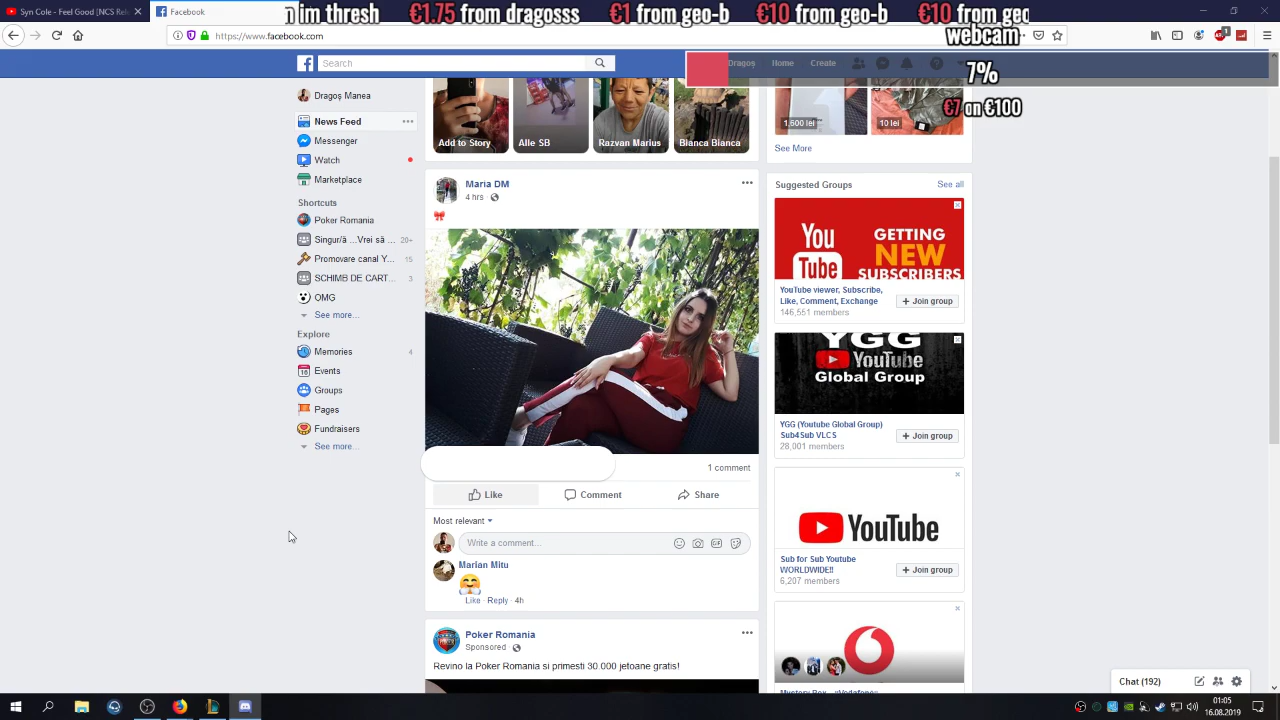 Syn Cole - Feel Good [NCS Rele
Facebook
n im thresh €1.75 from dragosss €1 from geo-b €10 from geo-b €10 from geo
https://www.facebook.com
webcam
Search
Dragoș Home Create
7%
€7 on €100
Dragoș Manea
News Feed
Messenger
Watch
Marketplace
Shortcuts
Poker Romania
Singur/ă ...Vrei să ... 20+
Promovare canal Y... 15
SCHIMB DE CART... 3
OMG
See more...
Explore
Memories 4
Events
Groups
Pages
Fundraisers
See more...
Add to Story
Alle SB
Razvan Marius
Bianca Bianca
Maria DM
4 hrs
1 comment
Like Comment Share
Most relevant
Write a comment...
GIF
Marian Mitu
Like · Reply · 4h
Poker Romania
Sponsored
Revino la Poker Romania si primesti 30.000 jetoane gratis!
1,600 lei
10 lei
See More
Suggested Groups See all
You Tube
GETTING
NEW
SUBSCRIBERS
YouTube viewer, Subscribe,
Like, Comment, Exchange
146,551 members
Join group
YGG
YouTube
Global Group
YGG (Youtube Global Group)
Sub4Sub VLCS
28,001 members
Join group
YouTube
Sub for Sub Youtube
WORLDWIDE!!
6,207 members
Join group
Chat (192)
01:05
16.08.2019